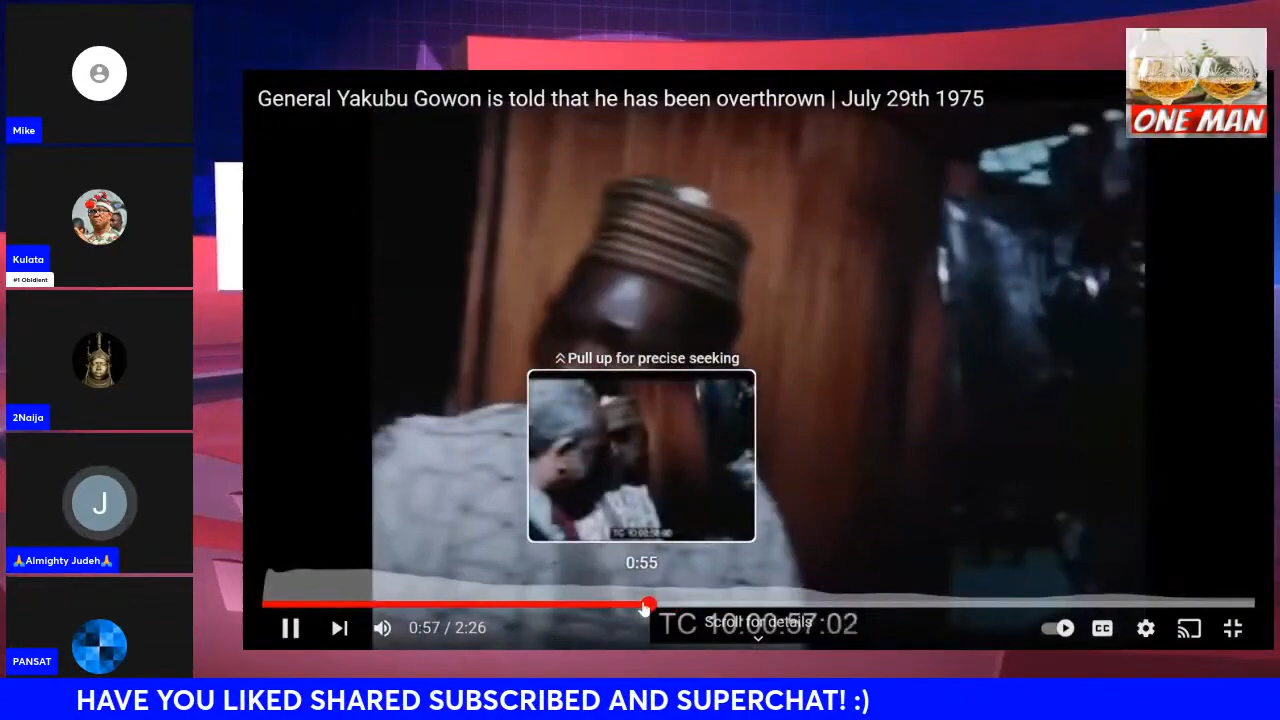 Mike
Kulata
#1 Obidient
2Naija
J
🙏Almighty Judeh🙏
PANSAT
General Yakubu Gowon is told that he has been overthrown | July 29th 1975
ONE MAN
Pull up for precise seeking
0:55
0:57 / 2:26
Scroll for details
TC 10:00:57:02
CC
HAVE YOU LIKED SHARED SUBSCRIBED AND SUPERCHAT! :)